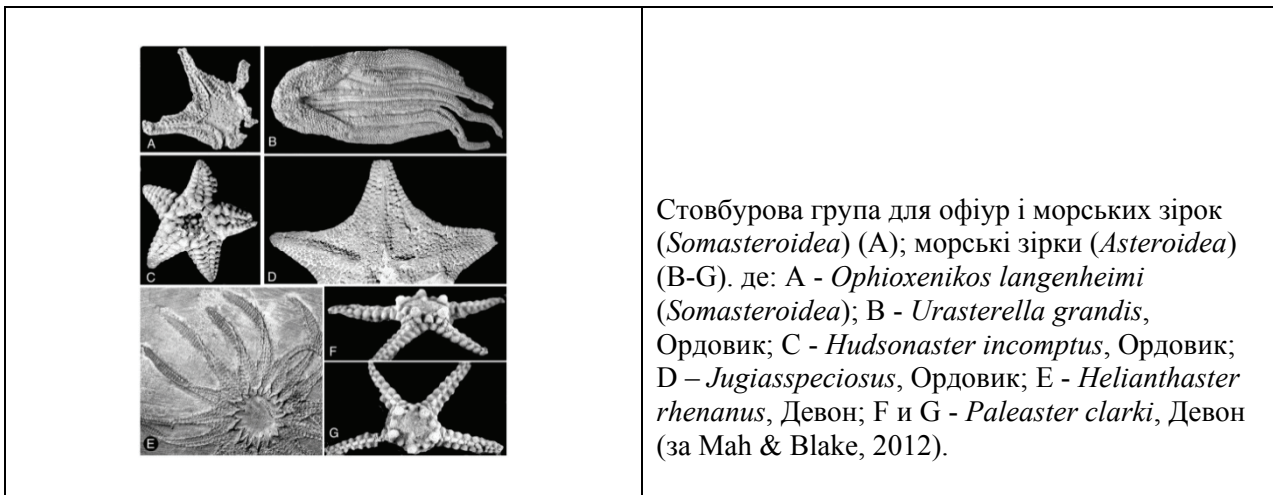 A
B
C
D
E
F
G
Стовбурова група для офіур і морських зірок
(Somasteroidea) (A); морські зірки (Asteroidea)
(B-G). де: A - Ophioxenikos langenheimi
(Somasteroidea); B - Urasterella grandis,
Ордовик; C - Hudsonaster incomptus, Ордовик;
D – Jugiasspeciosus, Ордовик; E - Helianthaster
rhenanus, Девон; F и G - Paleaster clarki, Девон
(за Mah & Blake, 2012).